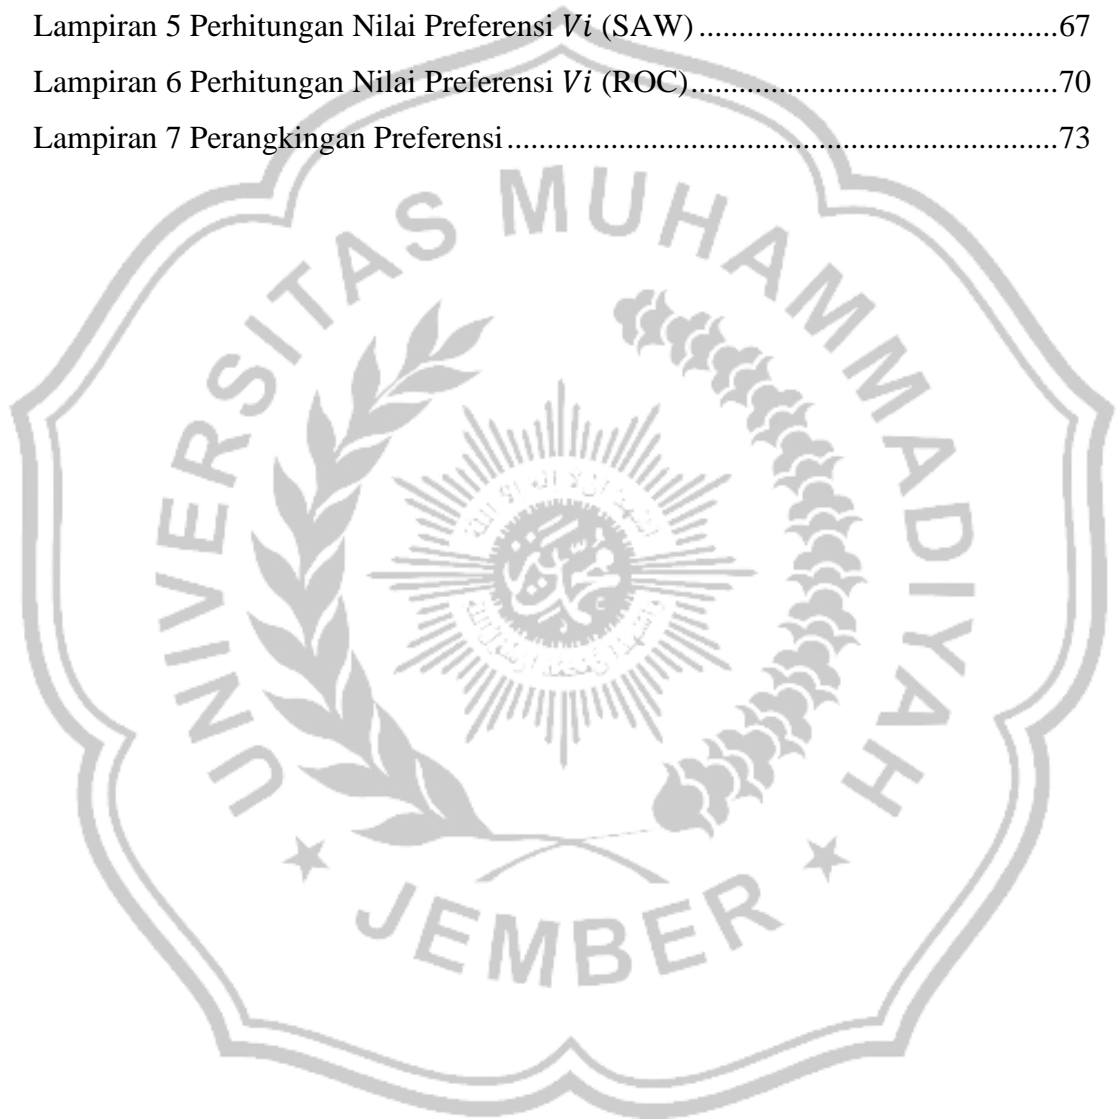 Lampiran 5 Perhitungan Nilai Preferensi Vi (SAW) ........................................67
Lampiran 6 Perhitungan Nilai Preferensi Vi (ROC).........................................70
Lampiran 7 Perangkingan Preferensi..............................................................73
UNIVERSITAS MUHAMMADIYAH
JEMBER